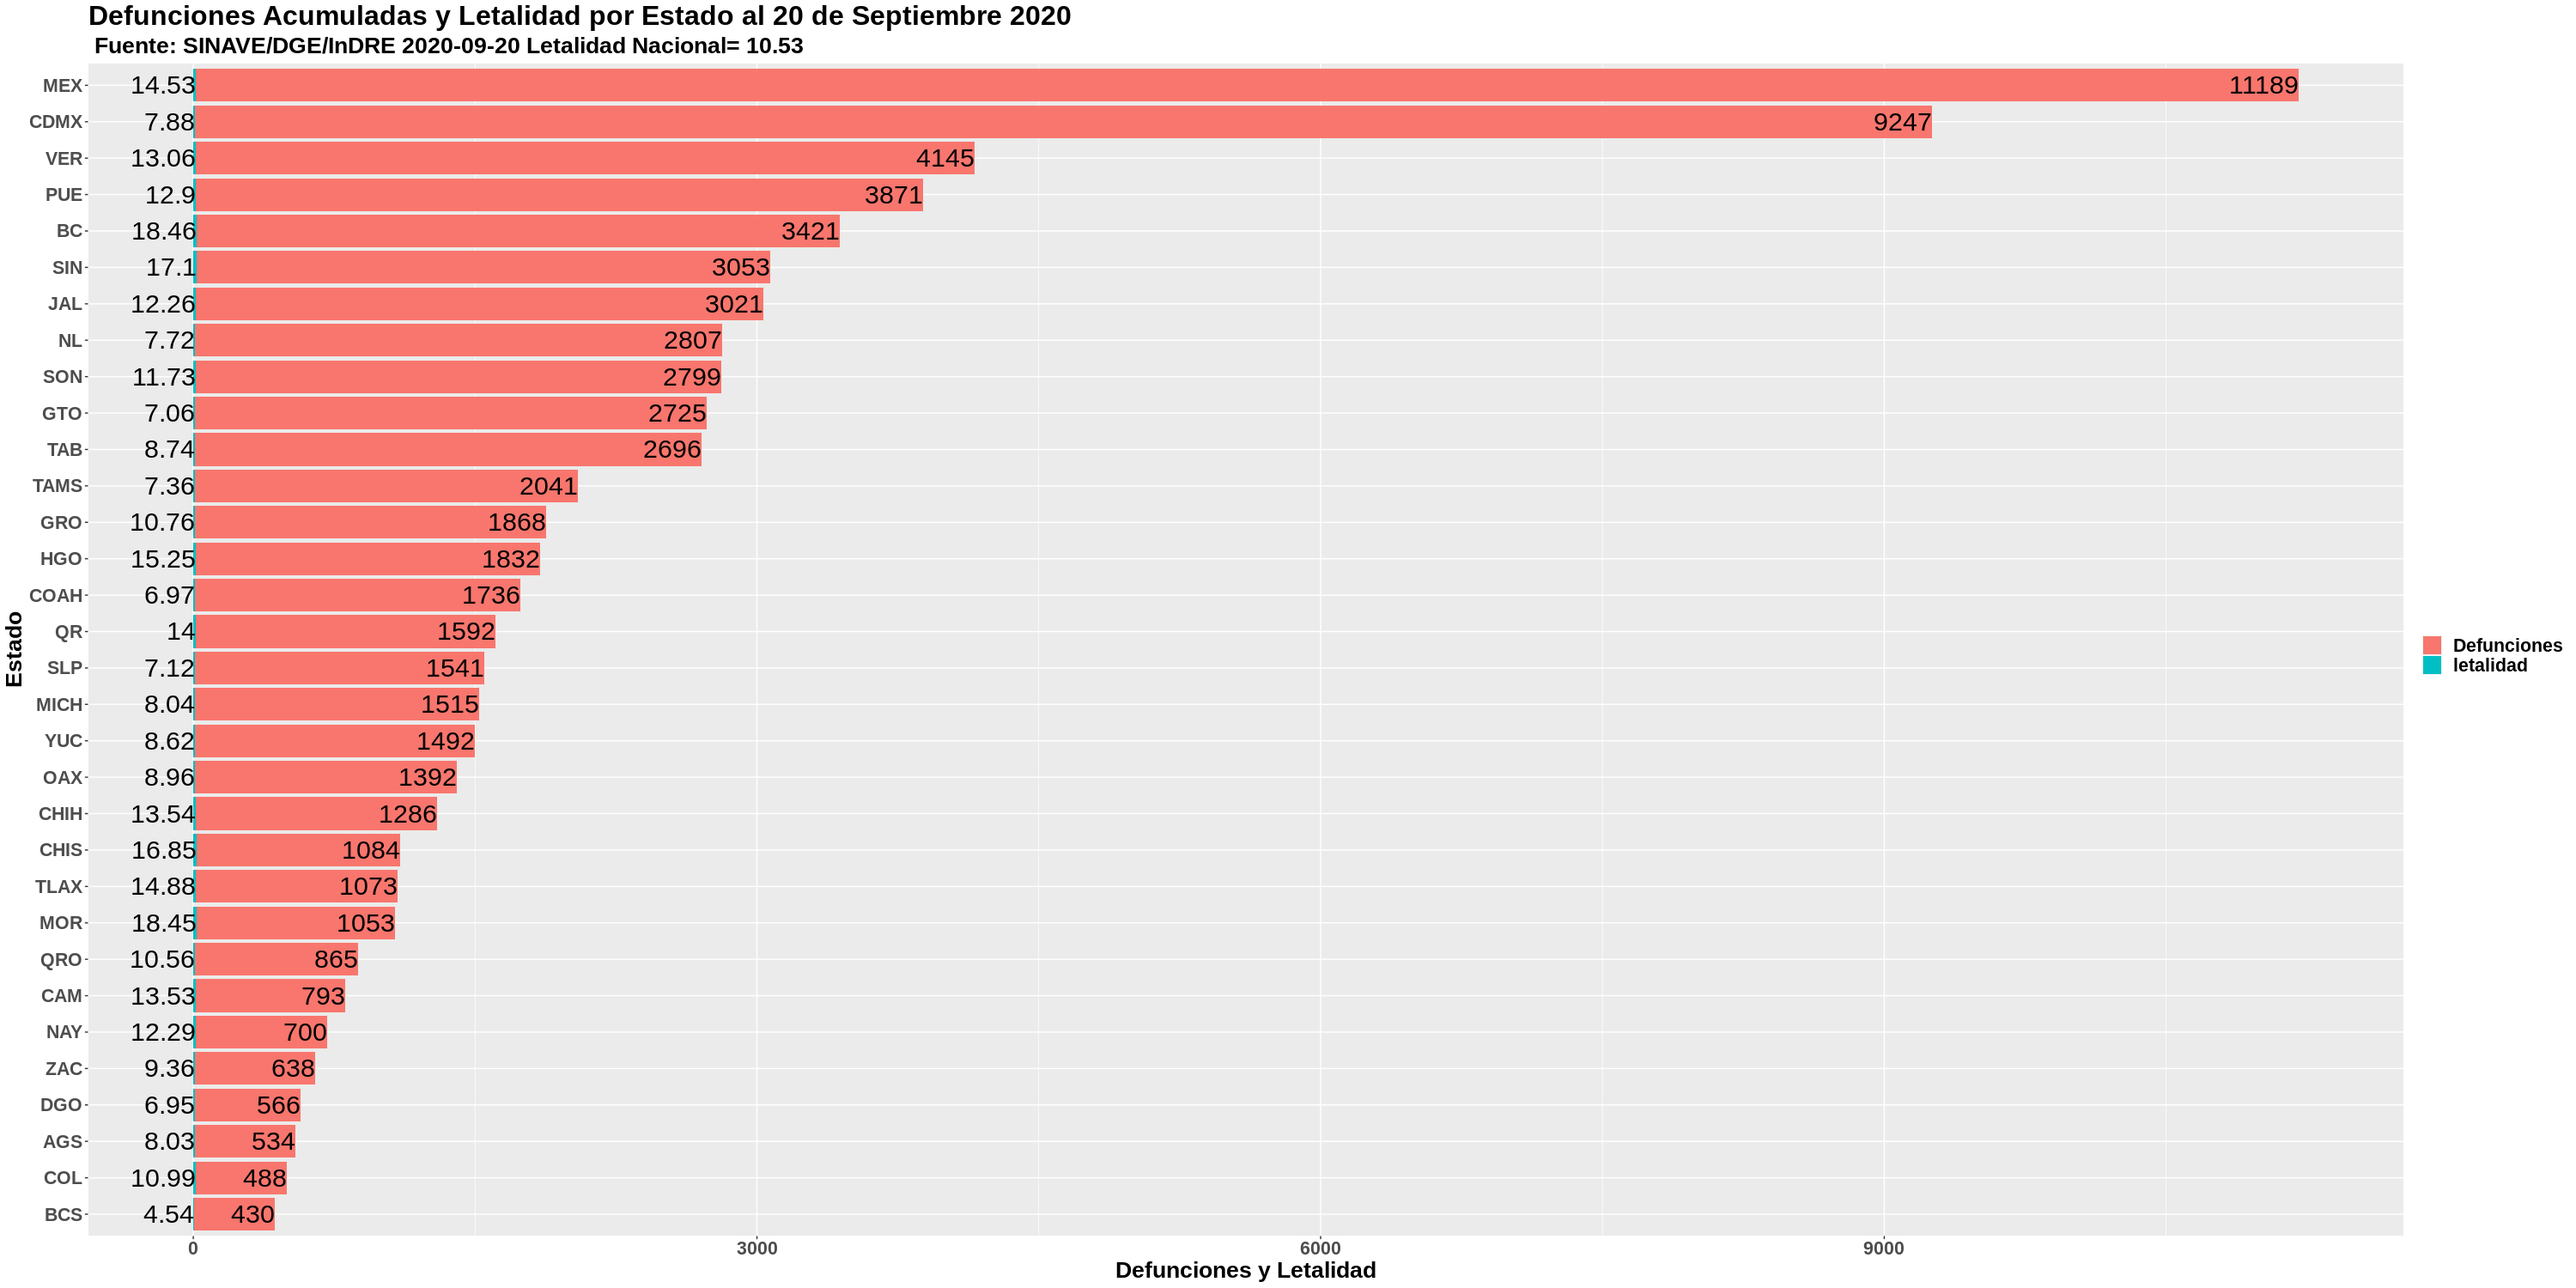 Defunciones Acumuladas y Letalidad por Estado al 20 de Septiembre 2020
Fuente: SINAVE/DGE/InDRE 2020-09-20 Letalidad Nacional= 10.53
MEX 14.53 11189
CDMX 7.88 9247
VER 13.06 4145
PUE 12.9 3871
BC 18.46 3421
SIN 17.1 3053
JAL 12.26 3021
NL 7.72 2807
SON 11.73 2799
GTO 7.06 2725
TAB 8.74 2696
TAMS 7.36 2041
GRO 10.76 1868
HGO 15.25 1832
COAH 6.97 1736
QR 14 1592
SLP 7.12 1541
MICH 8.04 1515
YUC 8.62 1492
OAX 8.96 1392
CHIH 13.54 1286
CHIS 16.85 1084
TLAX 14.88 1073
MOR 18.45 1053
QRO 10.56 865
CAM 13.53 793
NAY 12.29 700
ZAC 9.36 638
DGO 6.95 566
AGS 8.03 534
COL 10.99 488
BCS 4.54 430
Estado
0 3000 6000 9000
Defunciones y Letalidad
Defunciones
letalidad